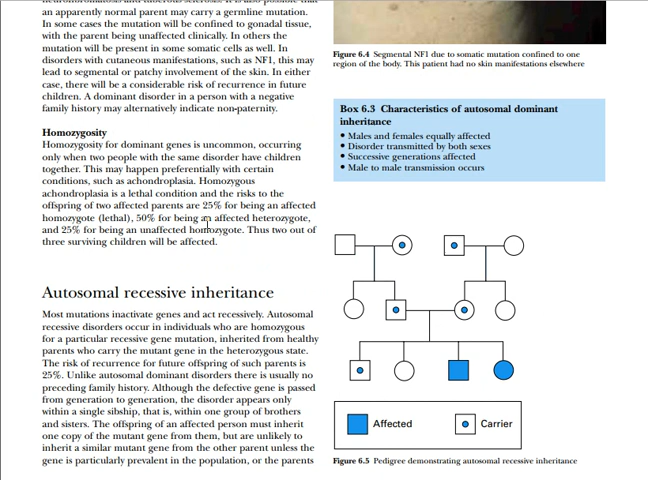 neurofibromatosis and tuberous sclerosis. It is also possible that
an apparently normal parent may carry a germline mutation.
In some cases the mutation will be confined to gonadal tissue,
with the parent being unaffected clinically. In others the
mutation will be present in some somatic cells as well. In
disorders with cutaneous manifestations, such as NF1, this may
lead to segmental or patchy involvement of the skin. In either
case, there will be a considerable risk of recurrence in future
children. A dominant disorder in a person with a negative
family history may alternatively indicate non-paternity.
Homozygosity
Homozygosity for dominant genes is uncommon, occurring
only when two people with the same disorder have children
together. This may happen preferentially with certain
conditions, such as achondroplasia. Homozygous
achondroplasia is a lethal condition and the risks to the
offspring of two affected parents are 25% for being an affected
homozygote (lethal), 50% for being an affected heterozygote,
and 25% for being an unaffected homozygote. Thus two out of
three surviving children will be affected.
Autosomal recessive inheritance
Most mutations inactivate genes and act recessively. Autosomal
recessive disorders occur in individuals who are homozygous
for a particular recessive gene mutation, inherited from healthy
parents who carry the mutant gene in the heterozygous state.
The risk of recurrence for future offspring of such parents is
25%. Unlike autosomal dominant disorders there is usually no
preceding family history. Although the defective gene is passed
from generation to generation, the disorder appears only
within a single sibship, that is, within one group of brothers
and sisters. The offspring of an affected person must inherit
one copy of the mutant gene from them, but are unlikely to
inherit a similar mutant gene from the other parent unless the
gene is particularly prevalent in the population, or the parents
Figure 6.4 Segmental NF1 due to somatic mutation confined to one
region of the body. This patient had no skin manifestations elsewhere
Box 6.3 Characteristics of autosomal dominant
inheritance
• Males and females equally affected
• Disorder transmitted by both sexes
• Successive generations affected
• Male to male transmission occurs
Affected
Carrier
Figure 6.5 Pedigree demonstrating autosomal recessive inheritance